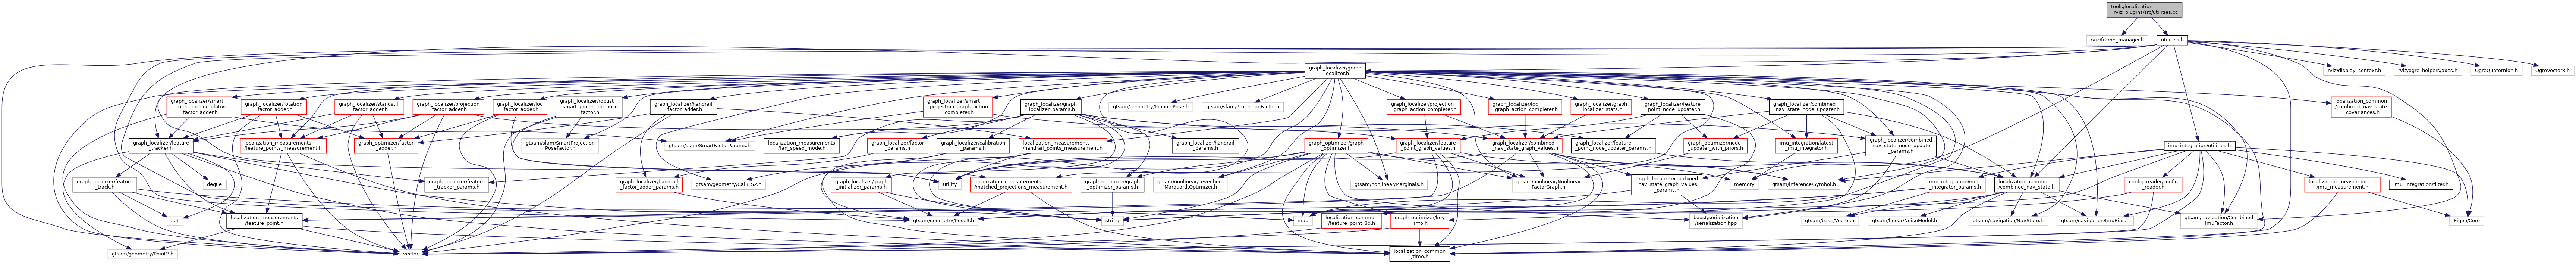 tools/localization
_rviz_plugins/src/utilities.cc
rviz/frame_manager.h
utilities.h
graph_localizer/graph
_localizer.h
rviz/display_context.h
rviz/ogre_helpers/axes.h
OgreQuaternion.h
OgreVector3.h
graph_localizer/smart
_projection_cumulative
_factor_adder.h
graph_localizer/rotation
_factor_adder.h
graph_localizer/standstill
_factor_adder.h
graph_localizer/projection
_factor_adder.h
graph_localizer/loc
_factor_adder.h
graph_localizer/robust
_smart_projection_pose
_factor.h
graph_localizer/handrail
_factor_adder.h
graph_localizer/smart
_projection_graph_action
_completer.h
graph_localizer/graph
_localizer_params.h
gtsam/geometry/PinholePose.h
gtsam/slam/ProjectionFactor.h
graph_localizer/projection
_graph_action_completer.h
graph_localizer/loc
_graph_action_completer.h
graph_localizer/graph
_localizer_stats.h
graph_localizer/feature
_point_node_updater.h
graph_localizer/combined
_nav_state_node_updater.h
localization_common
/combined_nav_state
_covariances.h
graph_localizer/feature
_tracker.h
localization_measurements
/feature_points_measurement.h
graph_optimizer/factor
_adder.h
gtsam/slam/SmartProjection
PoseFactor.h
gtsam/slam/SmartFactorParams.h
localization_measurements
/fan_speed_mode.h
graph_localizer/factor
_params.h
graph_localizer/calibration
_params.h
localization_measurements
/handrail_points_measurement.h
graph_localizer/handrail
_params.h
graph_optimizer/graph
_optimizer.h
graph_localizer/feature
_point_graph_values.h
graph_localizer/combined
_nav_state_graph_values.h
graph_localizer/feature
_point_node_updater_params.h
graph_optimizer/node
_updater_with_priors.h
imu_integration/latest
_imu_integrator.h
graph_localizer/combined
_nav_state_node_updater
_params.h
imu_integration/utilities.h
graph_localizer/feature
_track.h
deque
graph_localizer/feature
_tracker_params.h
graph_localizer/handrail
_factor_adder_params.h
gtsam/geometry/Cal3_S2.h
graph_localizer/graph
_initializer_params.h
utility
localization_measurements
/matched_projections_measurement.h
graph_optimizer/graph
_optimizer_params.h
gtsam/nonlinear/Levenberg
MarquardtOptimizer.h
gtsam/nonlinear/Marginals.h
gtsam/nonlinear/Nonlinear
FactorGraph.h
graph_localizer/combined
_nav_state_graph_values
_params.h
memory
gtsam/inference/Symbol.h
imu_integration/imu
_integrator_params.h
localization_common
/combined_nav_state.h
config_reader/config
_reader.h
localization_measurements
/imu_measurement.h
imu_integration/filter.h
set
localization_measurements
/feature_point.h
gtsam/geometry/Pose3.h
string
map
localization_common
/feature_point_3d.h
graph_optimizer/key
_info.h
boost/serialization
/serialization.hpp
gtsam/base/Vector.h
gtsam/linear/NoiseModel.h
gtsam/navigation/NavState.h
gtsam/navigation/ImuBias.h
gtsam/navigation/Combined
ImuFactor.h
Eigen/Core
gtsam/geometry/Point2.h
vector
localization_common
/time.h